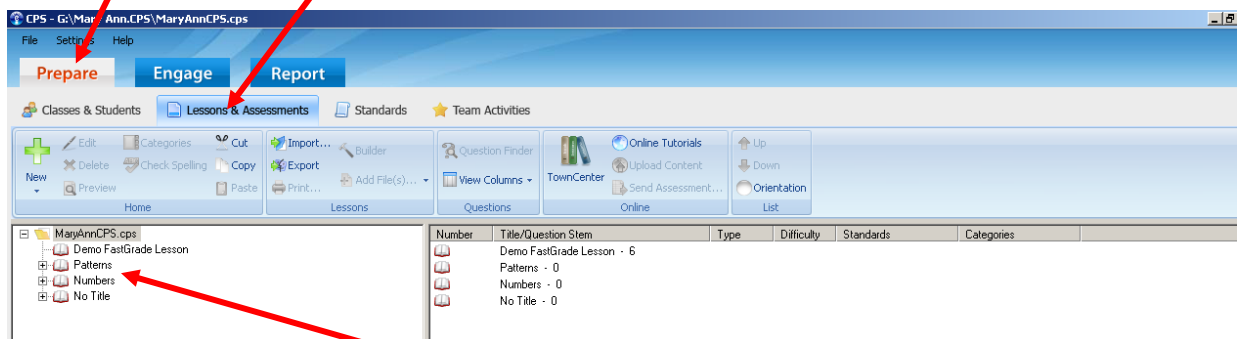 CPS - G:\Mary Ann.CPS\MaryAnnCPS.cps
File Settings Help
Prepare Engage Report
Classes & Students Lessons & Assessments Standards Team Activities
New Edit Delete Preview Categories Check Spelling Cut Copy Paste
Import... Export Print... Builder Add File(s)...
Question Finder View Columns
TownCenter Online Tutorials Upload Content Send Assessment...
Up Down Orientation
Home Lessons Questions Online List
MaryAnnCPS.cps
Demo FastGrade Lesson
Patterns
Numbers
No Title
Number Title/Question Stem Type Difficulty Standards Categories
Demo FastGrade Lesson - 6
Patterns - 0
Numbers - 0
No Title - 0